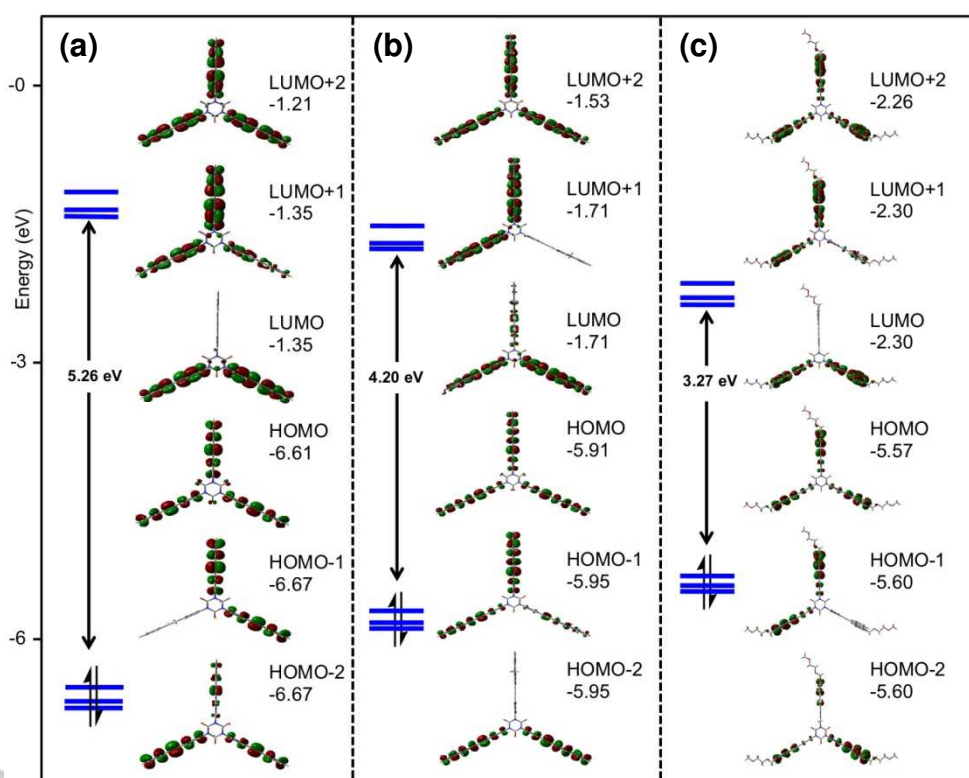 Energy (eV)
-0
-3
-6
(a)
LUMO+2
-1.21
LUMO+1
-1.35
LUMO
-1.35
5.26 eV
HOMO
-6.61
HOMO-1
-6.67
HOMO-2
-6.67
(b)
LUMO+2
-1.53
LUMO+1
-1.71
LUMO
-1.71
4.20 eV
HOMO
-5.91
HOMO-1
-5.95
HOMO-2
-5.95
(c)
LUMO+2
-2.26
LUMO+1
-2.30
LUMO
-2.30
3.27 eV
HOMO
-5.57
HOMO-1
-5.60
HOMO-2
-5.60